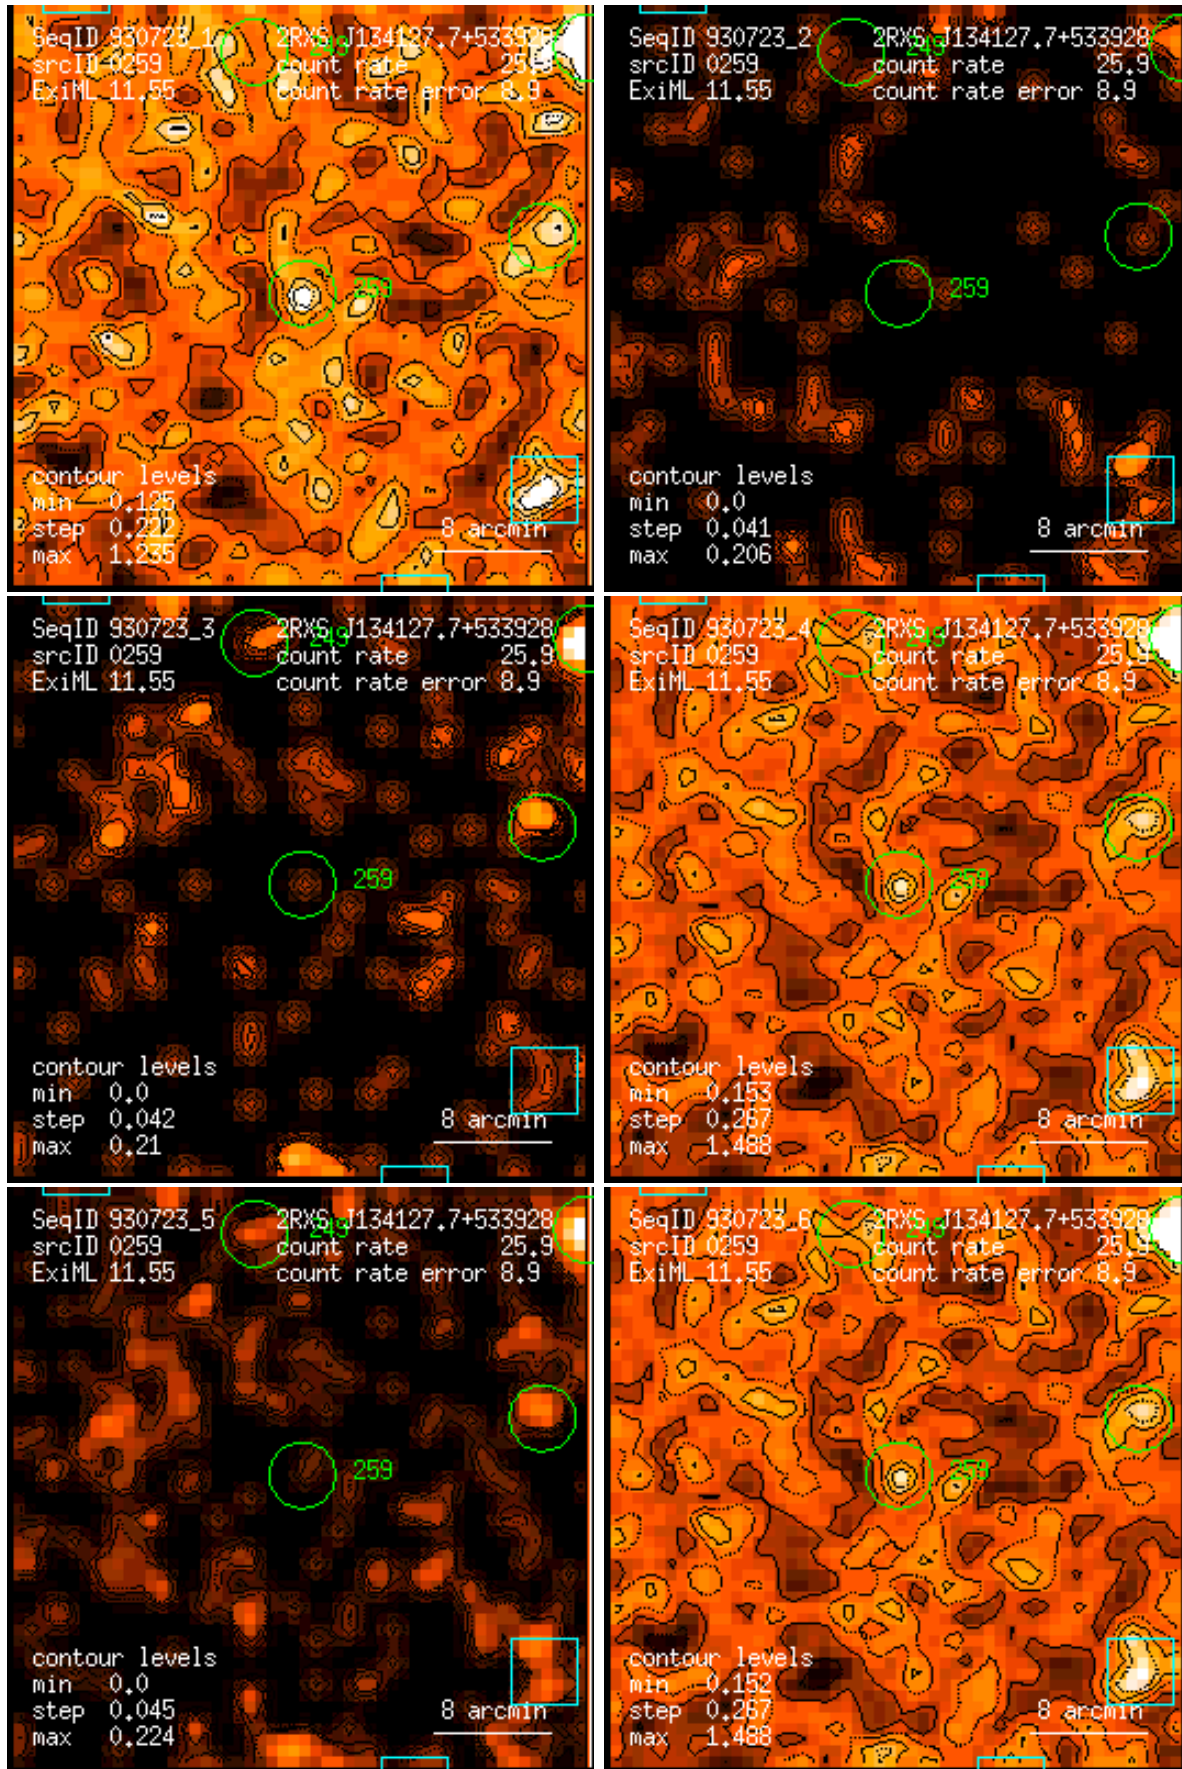 SeqID 930723_1 2RXS J134127.7+533928
srcID 0259 count rate 25.9
ExiML 11.55 count rate error 8.9
249
259
contour levels
min 0.125
step 0.222 8 arcmin
max 1.235
SeqID 930723_2 2RXS J134127.7+533928
srcID 0259 count rate 25.9
ExiML 11.55 count rate error 8.9
249
259
contour levels
min 0.0
step 0.041 8 arcmin
max 0.206
SeqID 930723_3 2RXS J134127.7+533928
srcID 0259 count rate 25.9
ExiML 11.55 count rate error 8.9
249
259
contour levels
min 0.0
step 0.042 8 arcmin
max 0.21
SeqID 930723_4 2RXS J134127.7+533928
srcID 0259 count rate 25.9
ExiML 11.55 count rate error 8.9
249
259
contour levels
min 0.153
step 0.267 8 arcmin
max 1.488
SeqID 930723_5 2RXS J134127.7+533928
srcID 0259 count rate 25.9
ExiML 11.55 count rate error 8.9
249
259
contour levels
min 0.0
step 0.045 8 arcmin
max 0.224
SeqID 930723_6 2RXS J134127.7+533928
srcID 0259 count rate 25.9
ExiML 11.55 count rate error 8.9
249
259
contour levels
min 0.152
step 0.267 8 arcmin
max 1.488